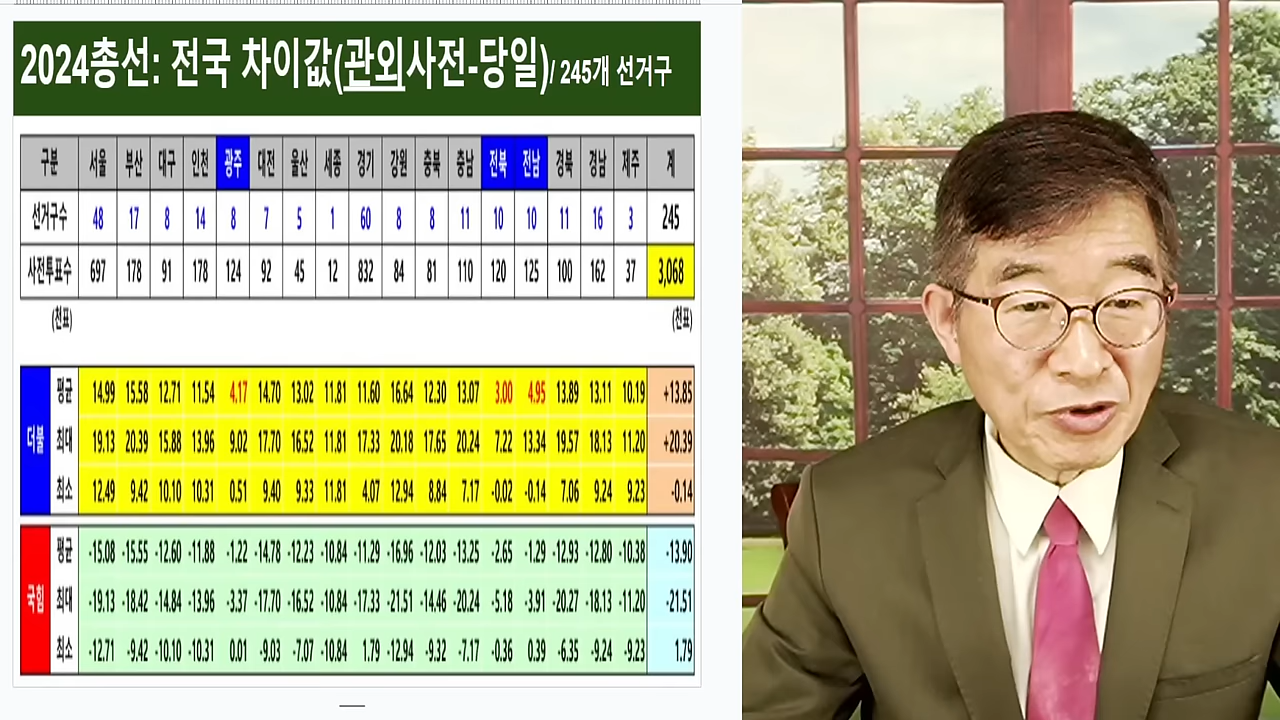 2024총선: 전국 차이값(관외사전-당일)/ 245개 선거구
구분 서울 부산 대구 인천 광주 대전 울산 세종 경기 강원 충북 충남 전북 전남 경북 경남 제주 계
선거구수 48 17 8 14 8 7 5 1 60 8 8 11 10 10 11 16 3 245
사전투표수 697 178 91 178 124 92 45 12 832 84 81 110 120 125 100 162 37 3,068
(천표) (천표)
더불
평균 14.99 15.58 12.71 11.54 4.17 14.70 13.02 11.81 11.60 16.64 12.30 13.07 3.00 4.95 13.89 13.11 10.19 +13.85
최대 19.13 20.39 15.88 13.96 9.02 17.70 16.52 11.81 17.33 20.18 17.65 20.24 7.22 13.34 19.57 18.13 11.20 +20.39
최소 12.49 9.42 10.10 10.31 0.51 9.40 9.33 11.81 4.07 12.94 8.84 7.17 -0.02 -0.14 7.06 9.24 9.23 -0.14
국힘
평균 -15.08 -15.55 -12.60 -11.88 -1.22 -14.78 -12.23 -10.84 -11.29 -16.96 -12.03 -13.25 -2.65 -1.29 -12.93 -12.80 -10.38 -13.90
최대 -19.13 -18.42 -14.84 -13.96 -3.37 -17.70 -16.52 -10.84 -17.33 -21.51 -14.46 -20.24 -5.18 -3.91 -20.27 -18.13 -11.20 -21.51
최소 -12.71 -9.42 -10.10 -10.31 0.01 -9.03 -7.07 -10.84 1.79 -12.94 -9.32 -7.17 -0.36 0.39 -6.35 -9.24 -9.23 1.79